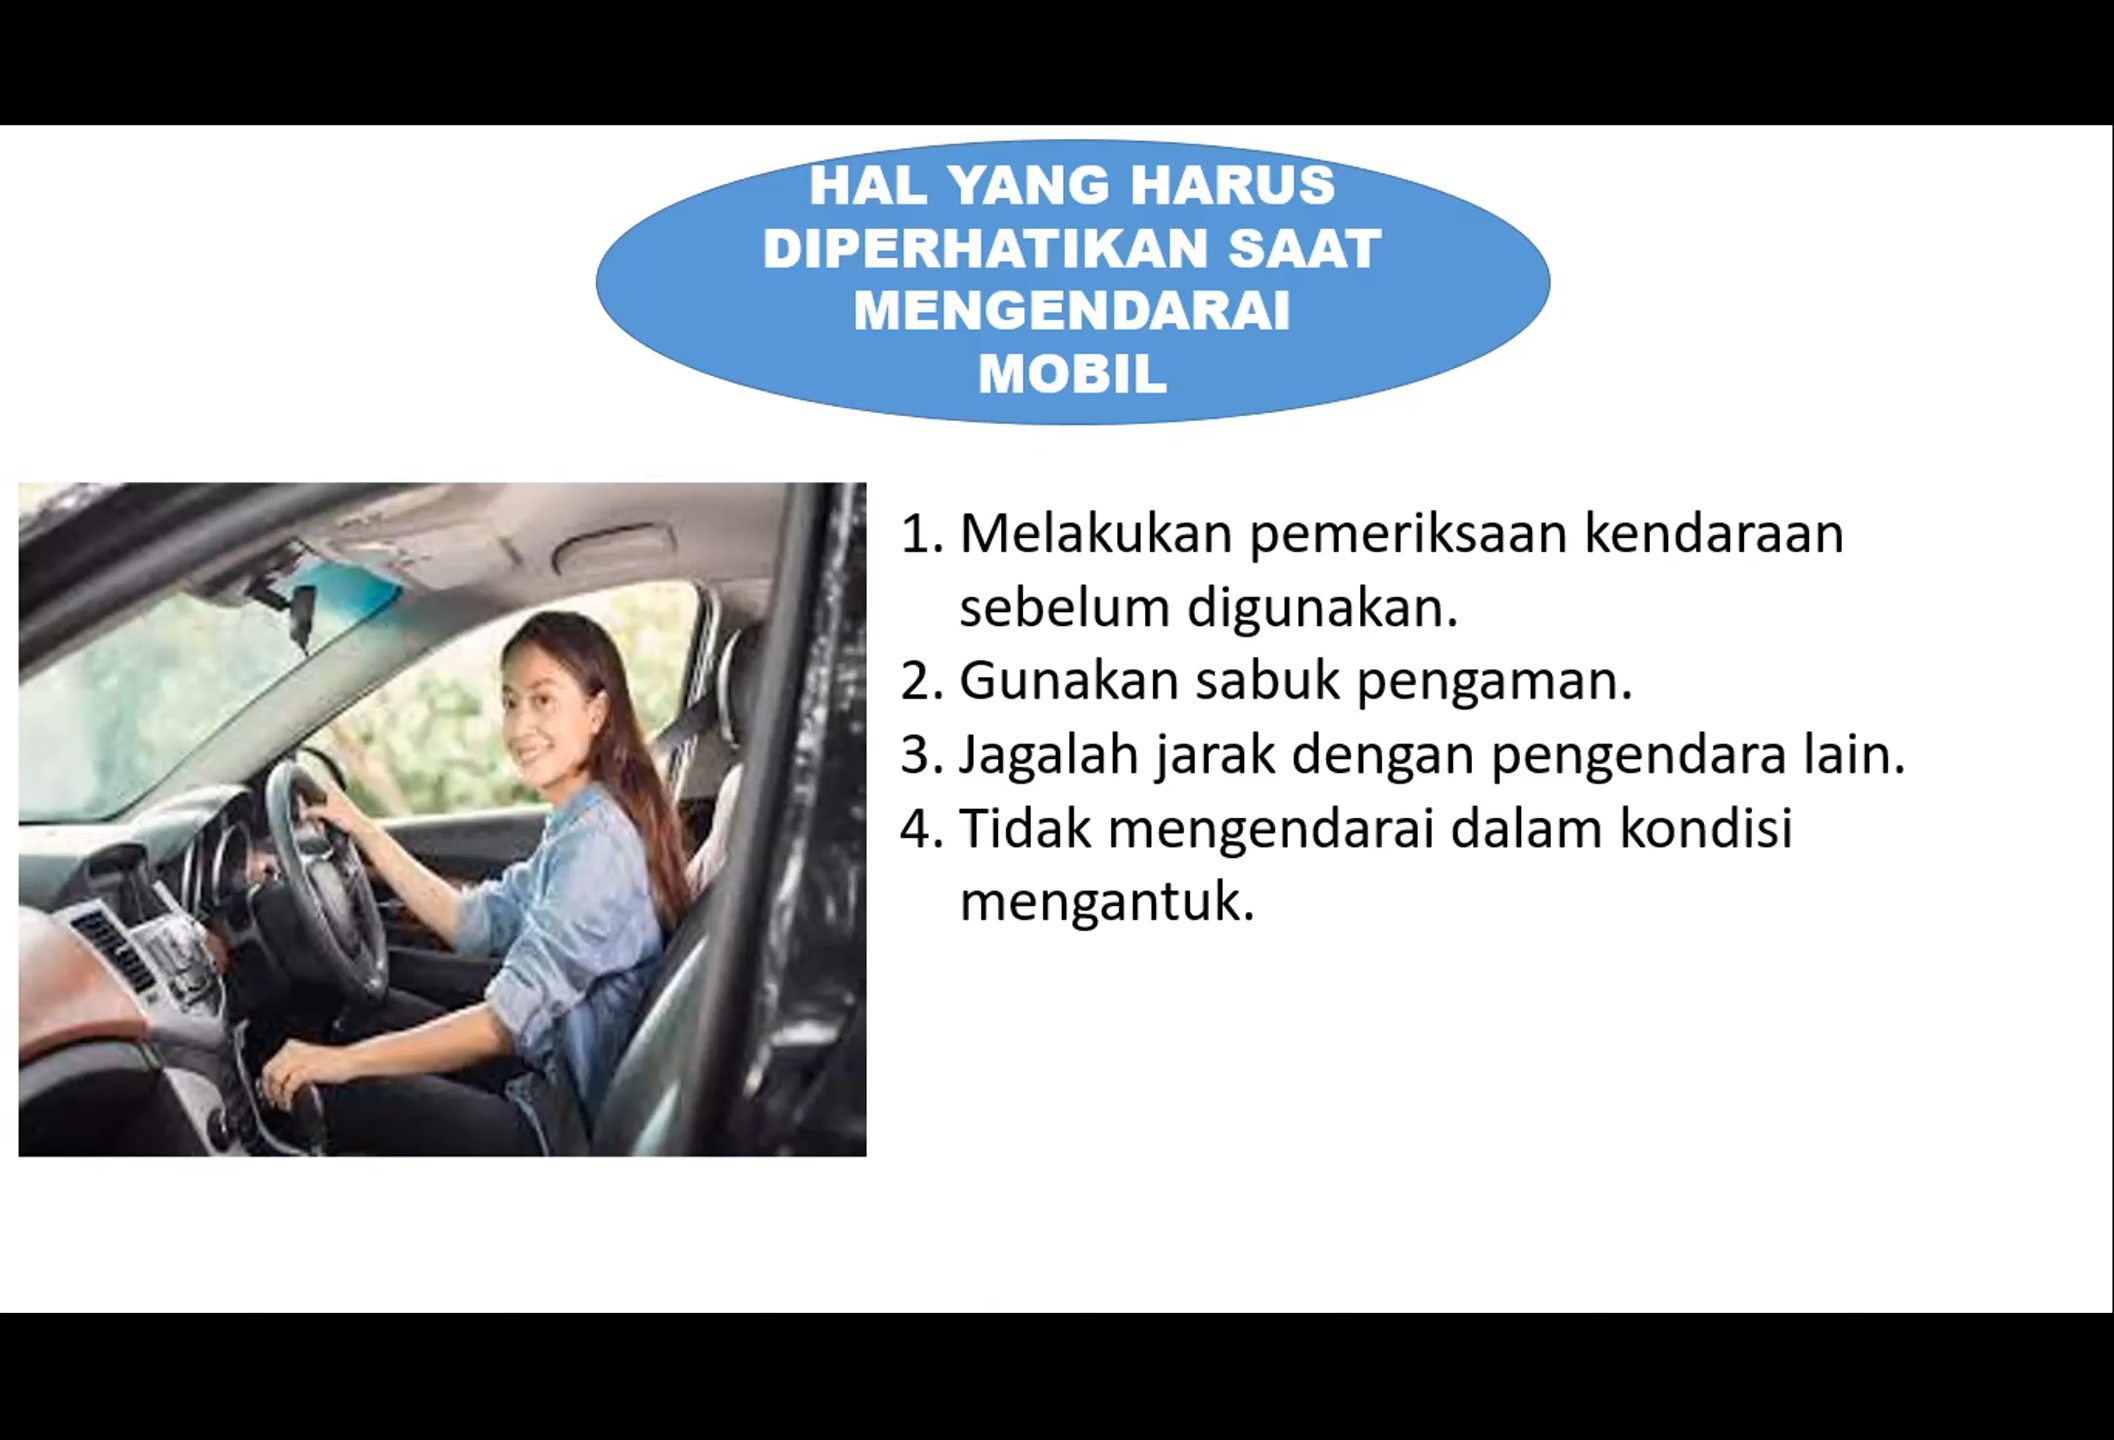 HAL YANG HARUS
DIPERHATIKAN SAAT
MENGENDARAI
MOBIL
1. Melakukan pemeriksaan kendaraan
sebelum digunakan.
2. Gunakan sabuk pengaman.
3. Jagalah jarak dengan pengendara lain.
4. Tidak mengendarai dalam kondisi
mengantuk.